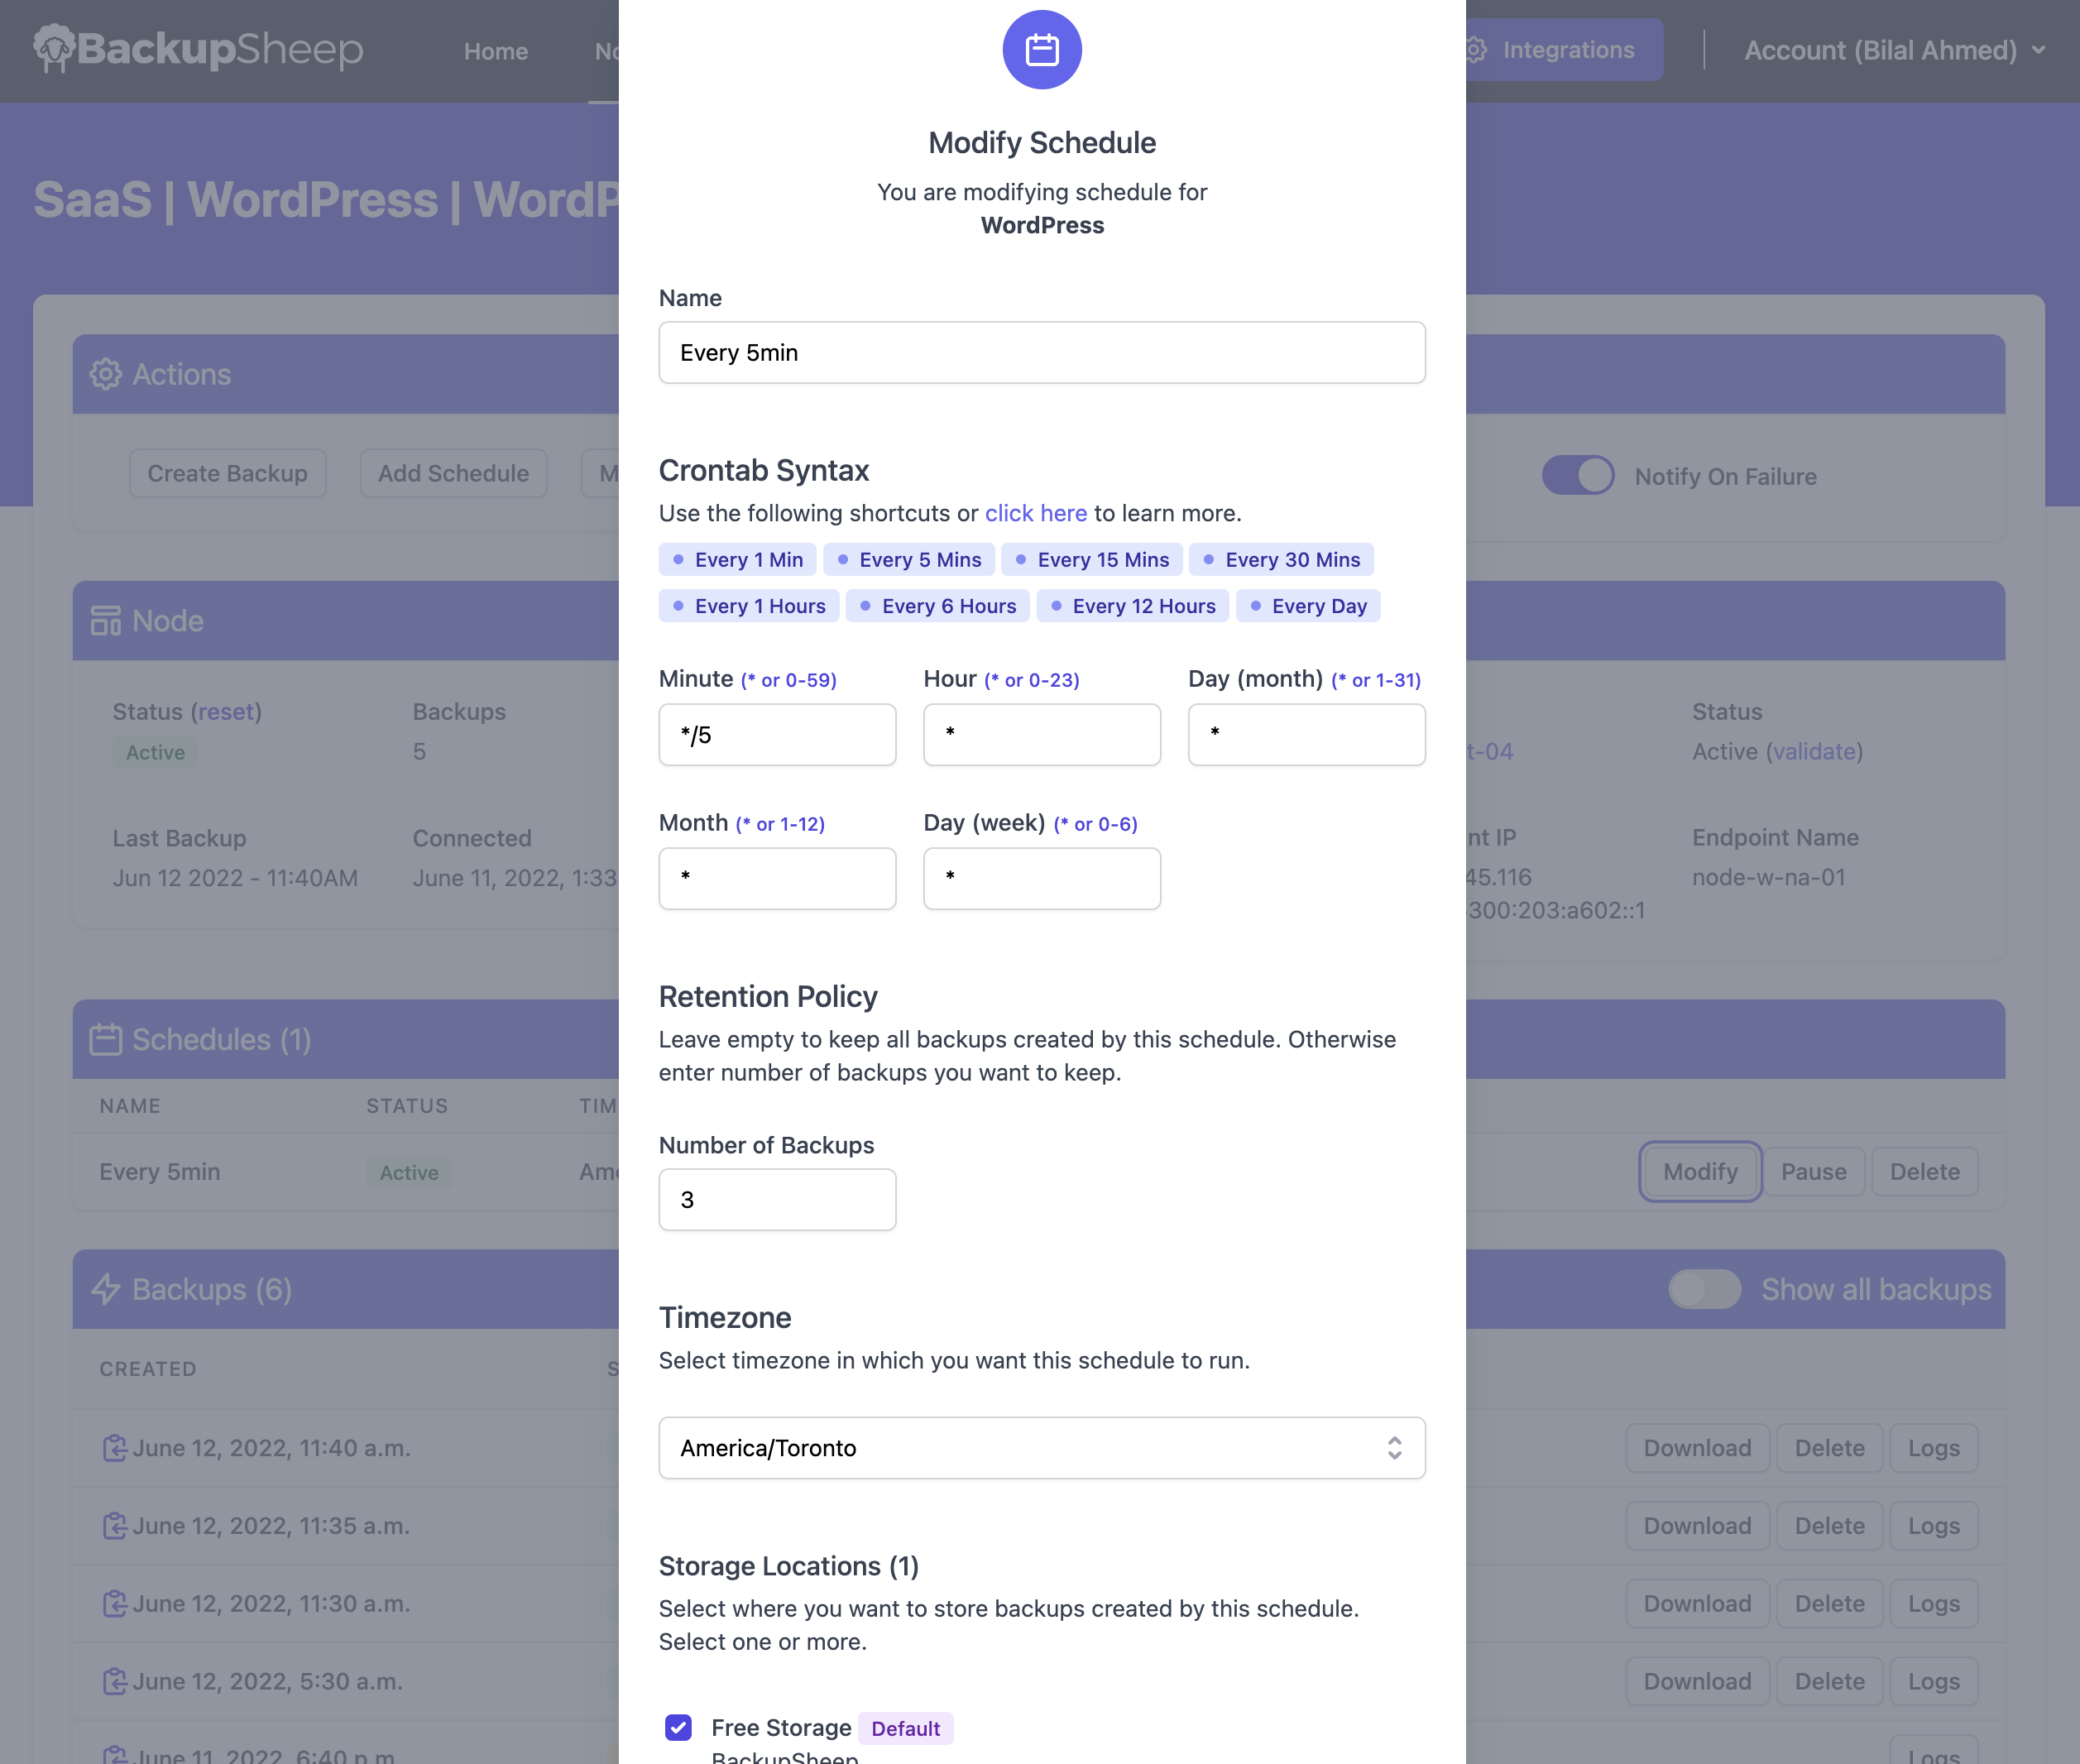 BackupSheep
Home
Integrations
Account (Bilal Ahmed)
SaaS | WordPress |
Modify Schedule
You are modifying schedule for
WordPress
Name
Every 5min
Actions
Create Backup
Add Schedule
Notify On Failure
Crontab Syntax
Use the following shortcuts or click here to learn more.
Every 1 Min
Every 5 Mins
Every 15 Mins
Every 30 Mins
Every 1 Hours
Every 6 Hours
Every 12 Hours
Every Day
Minute (* or 0-59)
Hour (* or 0-23)
Day (month) (* or 1-31)
*/5
*
*
Month (* or 1-12)
Day (week) (* or 0-6)
*
*
Node
Status (reset)
Active
Backups
5
t-04
Status
Active (validate)
Last Backup
Jun 12 2022 - 11:40AM
Connected
June 11, 2022, 1:33
nt IP
45.116
300:203:a602::1
Endpoint Name
node-w-na-01
Retention Policy
Leave empty to keep all backups created by this schedule. Otherwise
enter number of backups you want to keep.
Number of Backups
3
Schedules (1)
NAME
STATUS
TIM
Every 5min
Active
Ame
Modify
Pause
Delete
Backups (6)
Show all backups
Timezone
Select timezone in which you want this schedule to run.
America/Toronto
CREATED
June 12, 2022, 11:40 a.m.
Download
Delete
Logs
June 12, 2022, 11:35 a.m.
Download
Delete
Logs
June 12, 2022, 11:30 a.m.
Download
Delete
Logs
June 12, 2022, 5:30 a.m.
Download
Delete
Logs
June 11, 2022, 6:40 p.m.
Logs
Storage Locations (1)
Select where you want to store backups created by this schedule.
Select one or more.
Free Storage
Default
BackupSheep